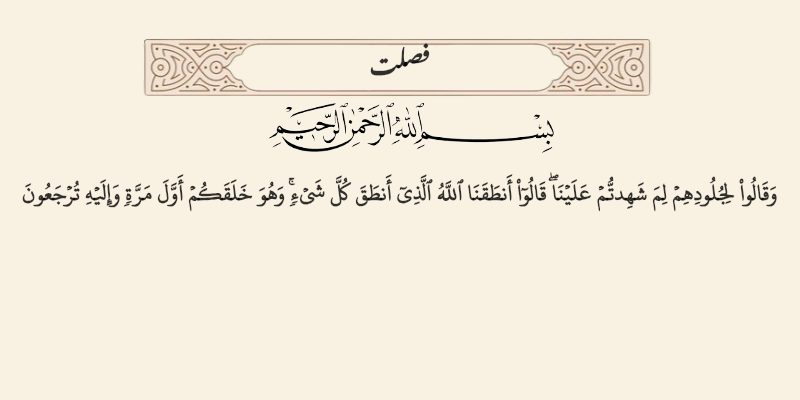 فصلت
بِسْمِ ٱللَّهِ ٱلرَّحْمَٰنِ ٱلرَّحِيمِ
وَقَالُوا۟ لِجُلُودِهِمْ لِمَ شَهِدتُّمْ عَلَيْنَا ۖ قَالُوٓا۟ أَنطَقَنَا ٱللَّهُ ٱلَّذِىٓ أَنطَقَ كُلَّ شَىْءٍ ۚ وَهُوَ خَلَقَكُمْ أَوَّلَ مَرَّةٍ وَإِلَيْهِ تُرْجَعُونَ